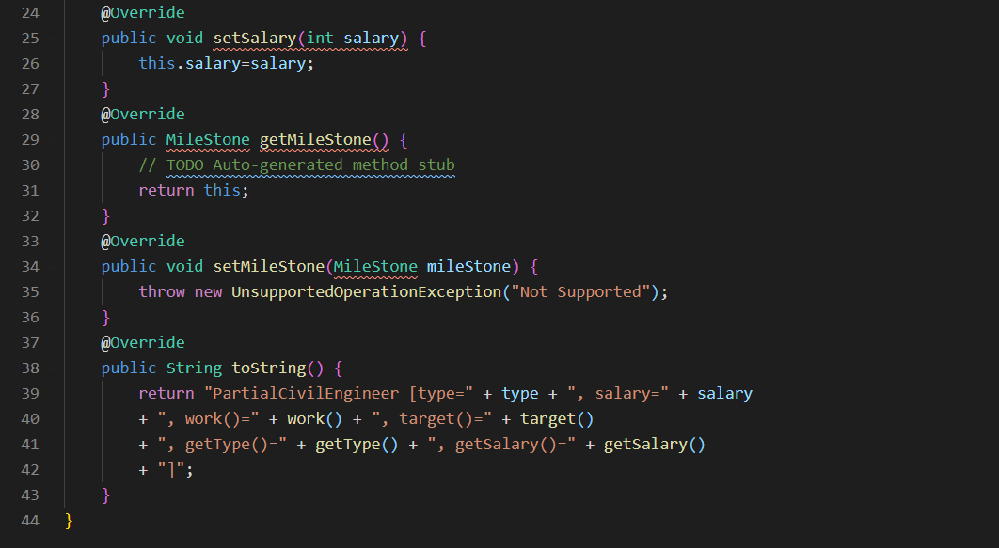 24 @Override
25 public void setSalary(int salary) {
26 this.salary=salary;
27 }
28 @Override
29 public MileStone getMileStone() {
30 // TODO Auto-generated method stub
31 return this;
32 }
33 @Override
34 public void setMileStone(MileStone mileStone) {
35 throw new UnsupportedOperationException("Not Supported");
36 }
37 @Override
38 public String toString() {
39 return "PartialCivilEngineer [type=" + type + ", salary=" + salary
40 + ", work()=" + work() + ", target()=" + target()
41 + ", getType()=" + getType() + ", getSalary()=" + getSalary()
42 + "]";
43 }
44 }